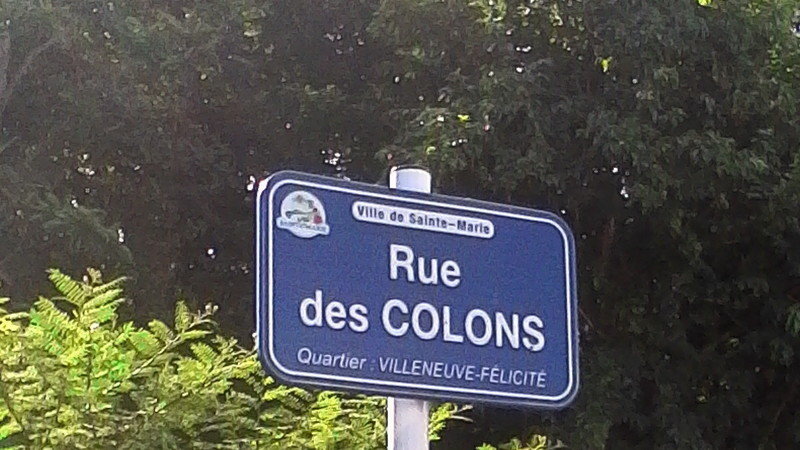 Ville de Sainte-Marie
Rue
des COLONS
Quartier : VILLENEUVE-FÉLICITÉ